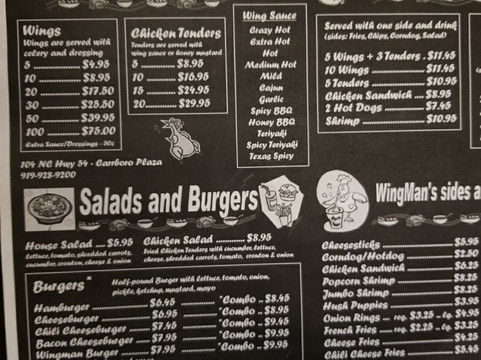 Wings
Wings are served with
celery and dressing
5 ........ $4.95
10 ........ $8.95
20 ........ $17.50
30 ........ $25.50
50 ........ $39.95
100 ........ $75.00
Extra Sauce/Dressings - 50c
Chicken Tenders
Tenders are served with
wing sauce or honey mustard
5 ........ $8.95
10 ........ $16.95
15 ........ $24.95
20 ........ $29.95
Wing Sauce
Crazy Hot
Extra Hot
Hot
Medium Hot
Mild
Cajun
Garlic
Spicy BBQ
Honey BBQ
Teriyaki
Spicy Teriyaki
Texas Spicy
Served with one side and drink
(sides: Fries, Chips, Corndog, Salad)
5 Wings + 3 Tenders . $11.45
10 Wings ........ $11.45
5 Tenders ........ $10.95
Chicken Sandwich ... $8.95
2 Hot Dogs ........ $7.45
Shrimp ........ $10.95
104 NC Hwy 54 - Carrboro Plaza
919-928-9200
Salads and Burgers
House Salad .... $5.95
lettuce, tomato, shredded carrots,
cucumber, crouton, cheese & onion
Chicken Salad ........ $8.95
Fried Chicken Tenders with cucumber, lettuce,
cheese, shredded carrots, tomato, crouton & onion
Burgers*
Half-pound Burger with lettuce, tomato, onion,
pickle, ketchup, mustard, mayo
Hamburger ........ $6.45 *Combo .. $8.45
Cheeseburger ........ $6.95 *Combo .. $8.95
Chili Cheeseburger ........ $7.45 *Combo .. $9.45
Bacon Cheeseburger ........ $7.95 *Combo .. $9.95
Wingman Burger ........ $7.95 *Combo .. $9.95
WingMan's sides a
Cheesesticks ........ $5.95
Corndog/Hotdog ........ $2.50
Chicken Sandwich ........ $5.25
Popcorn Shrimp ........ $8.25
Jumbo Shrimp ........ $8.25
Hush Puppies ........ $3.95
Onion Rings ... reg. $3.25 - Lg. $4.95
French Fries ... reg. $2.25 - Lg. $3.25
Cheese Fries ........ $4.25
Chili Cheese Fries ........ $5.45